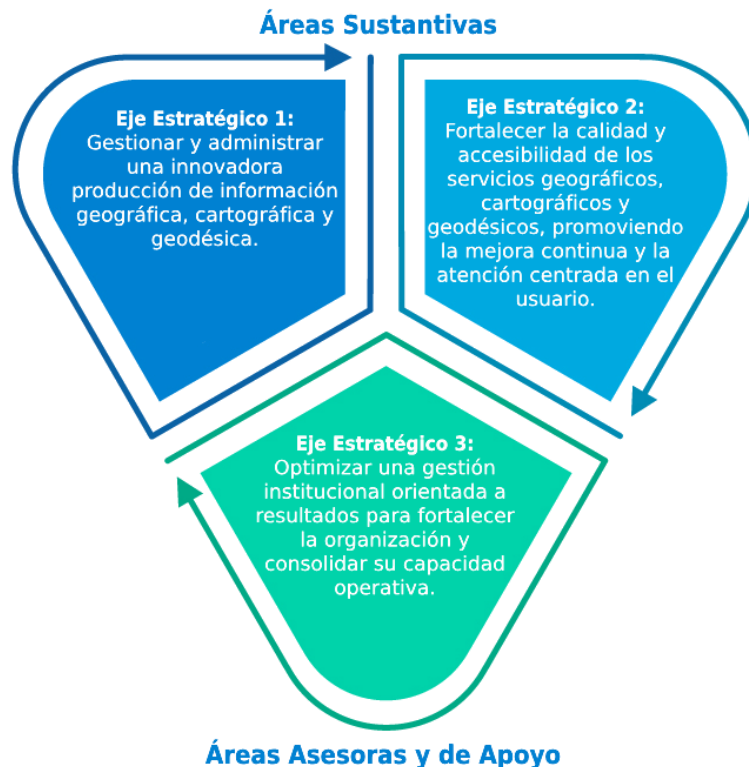 Áreas Sustantivas
Eje Estratégico 1:
Gestionar y administrar
una innovadora
producción de información
geográfica, cartográfica y
geodésica.
Eje Estratégico 2:
Fortalecer la calidad y
accesibilidad de los
servicios geográficos,
cartográficos y
geodésicos, promoviendo
la mejora continua y la
atención centrada en el
usuario.
Eje Estratégico 3:
Optimizar una gestión
institucional orientada a
resultados para fortalecer
la organización y
consolidar su capacidad
operativa.
Áreas Asesoras y de Apoyo